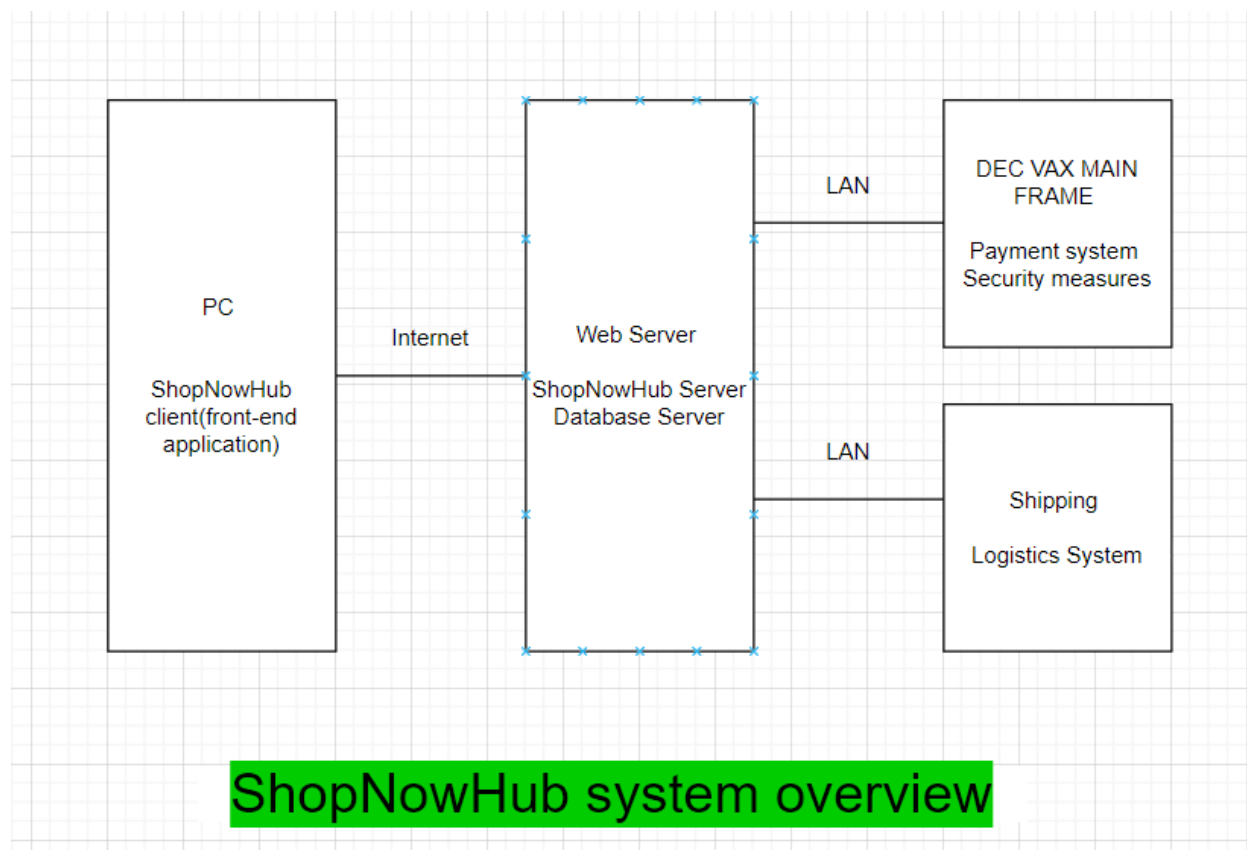 PC
ShopNowHub
client(front-end
application)
Internet
Web Server
ShopNowHub Server
Database Server
LAN
DEC VAX MAIN
FRAME
Payment system
Security measures
LAN
Shipping
Logistics System
ShopNowHub system overview